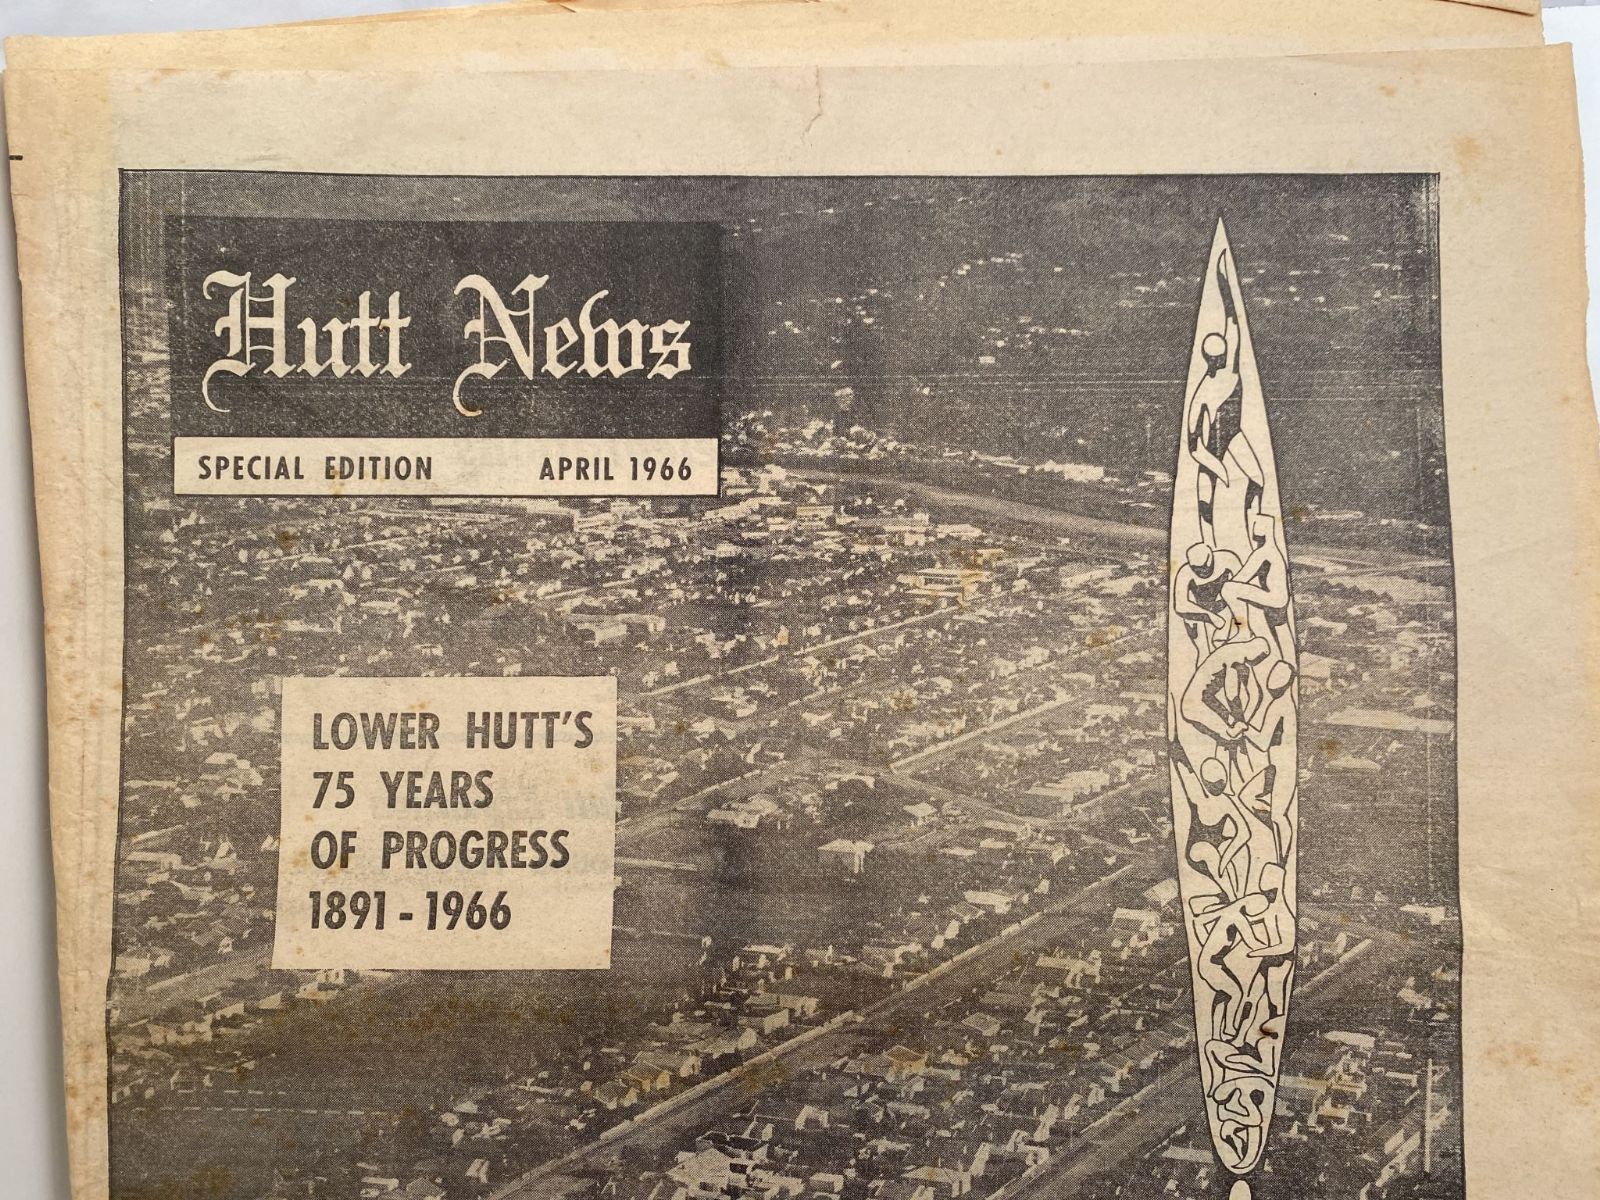 Hutt News
SPECIAL EDITION APRIL 1966
LOWER HUTT'S
75 YEARS
OF PROGRESS
1891 - 1966